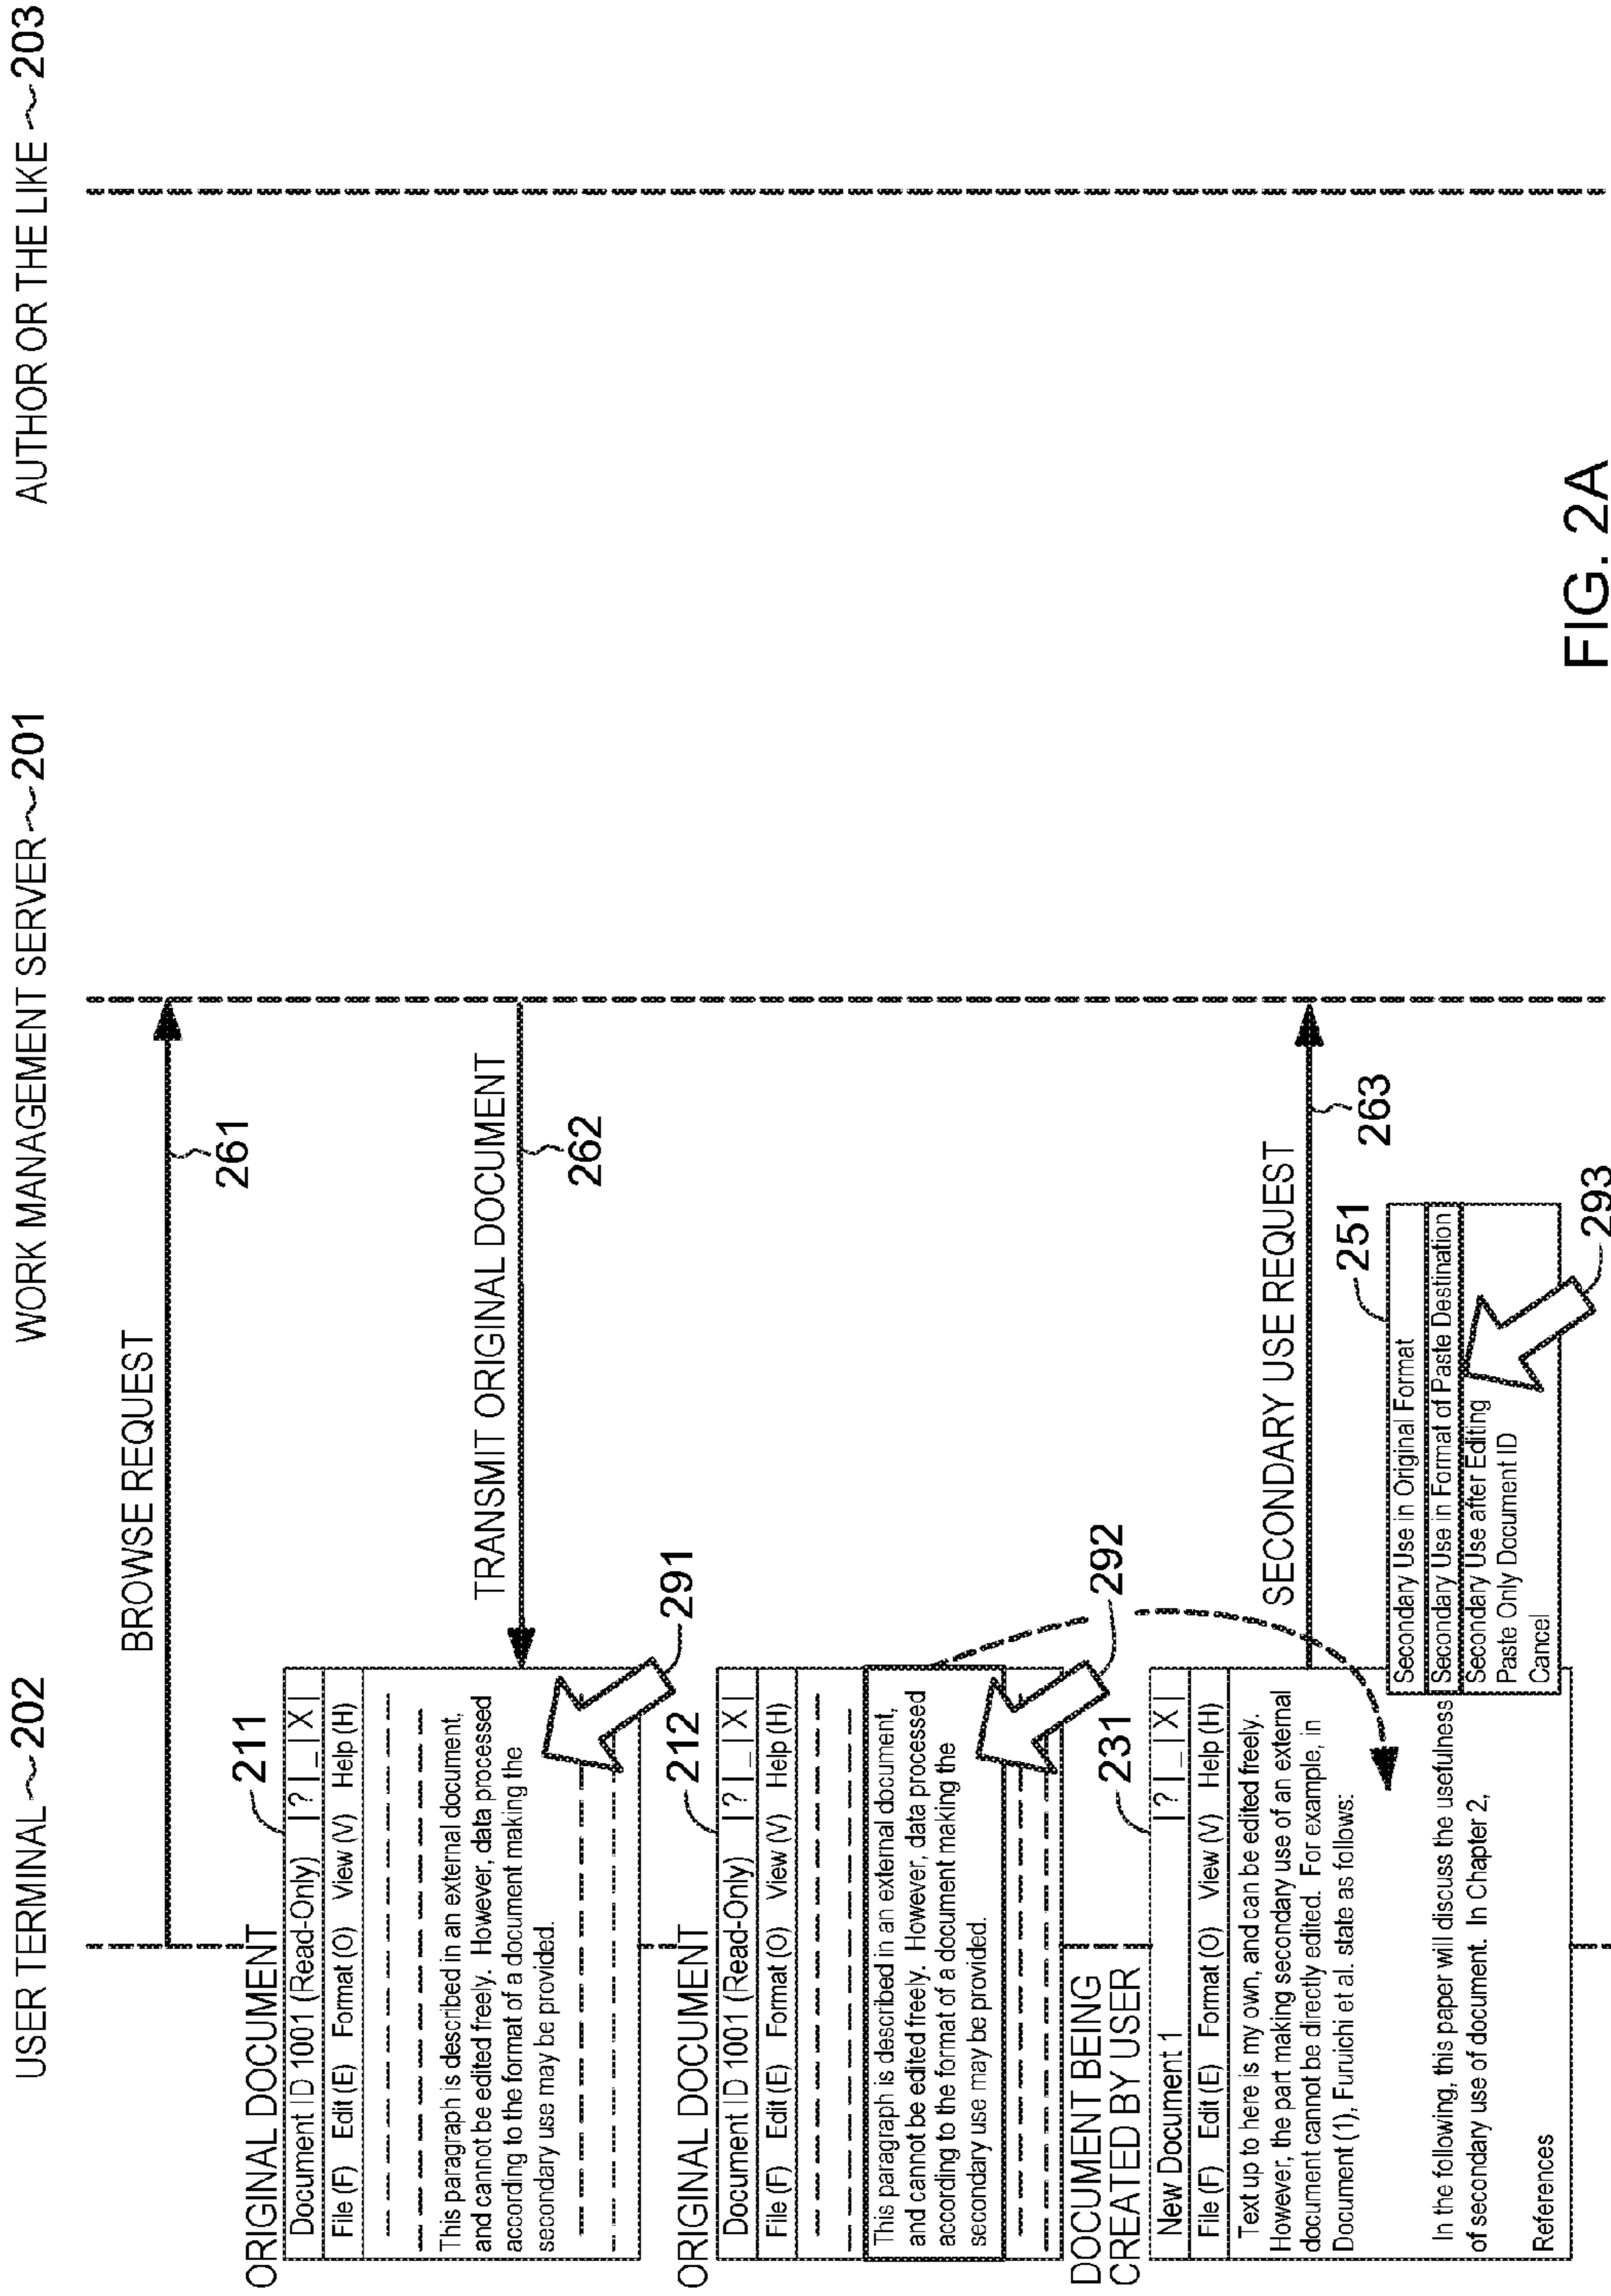 USER TERMINAL ~202
WORK MANAGEMENT SERVER ~201
AUTHOR OR THE LIKE ~203
BROWSE REQUEST
261
ORIGINAL DOCUMENT
211
Document ID 1001 (Read-Only) | ? | _ | X |
File (F) Edit (E) Format (O) View (V) Help (H)
This paragraph is described in an external document,
and cannot be edited freely. However, data processed
according to the format of a document making the
secondary use may be provided.
TRANSMIT ORIGINAL DOCUMENT
262
291
ORIGINAL DOCUMENT
212
Document ID 1001 (Read-Only) | ? | _ | X |
File (F) Edit (E) Format (O) View (V) Help (H)
This paragraph is described in an external document,
and cannot be edited freely. However, data processed
according to the format of a document making the
secondary use may be provided.
292
DOCUMENT BEING
CREATED BY USER
231
New Document 1 | ? | _ | X |
File (F) Edit (E) Format (O) View (V) Help (H)
Text up to here is my own, and can be edited freely.
However, the part making secondary use of an external
document cannot be directly edited. For example, in
Document (1), Furuichi et al. state as follows:
In the following, this paper will discuss the usefulness
of secondary use of document. In Chapter 2,
References
SECONDARY USE REQUEST
263
251
Secondary Use in Original Format
Secondary Use in Format of Paste Destination
Secondary Use after Editing
Paste Only Document ID
Cancel
293
FIG. 2A